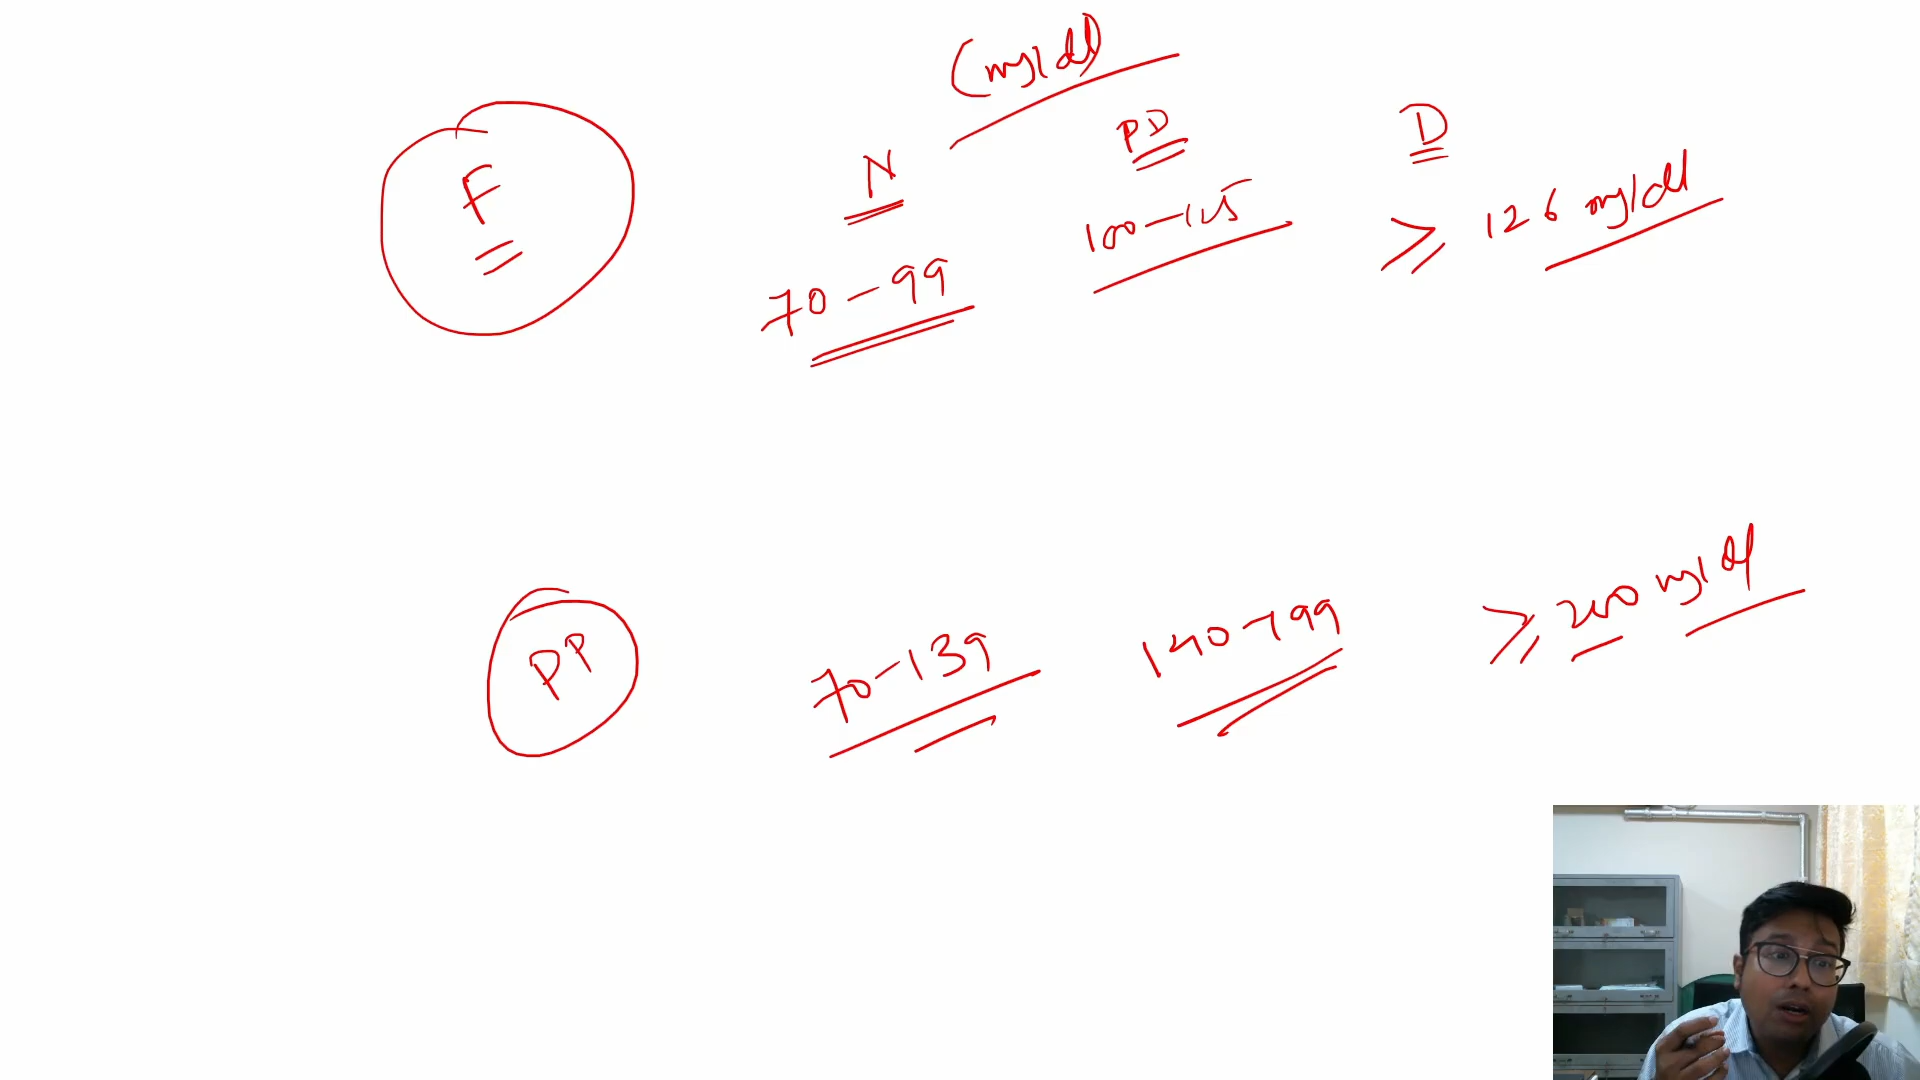 (mg/dl)
N PD D
F 70-99 100-125 ≥ 126 mg/dl
PP 70-139 140-199 ≥ 200 mg/dl